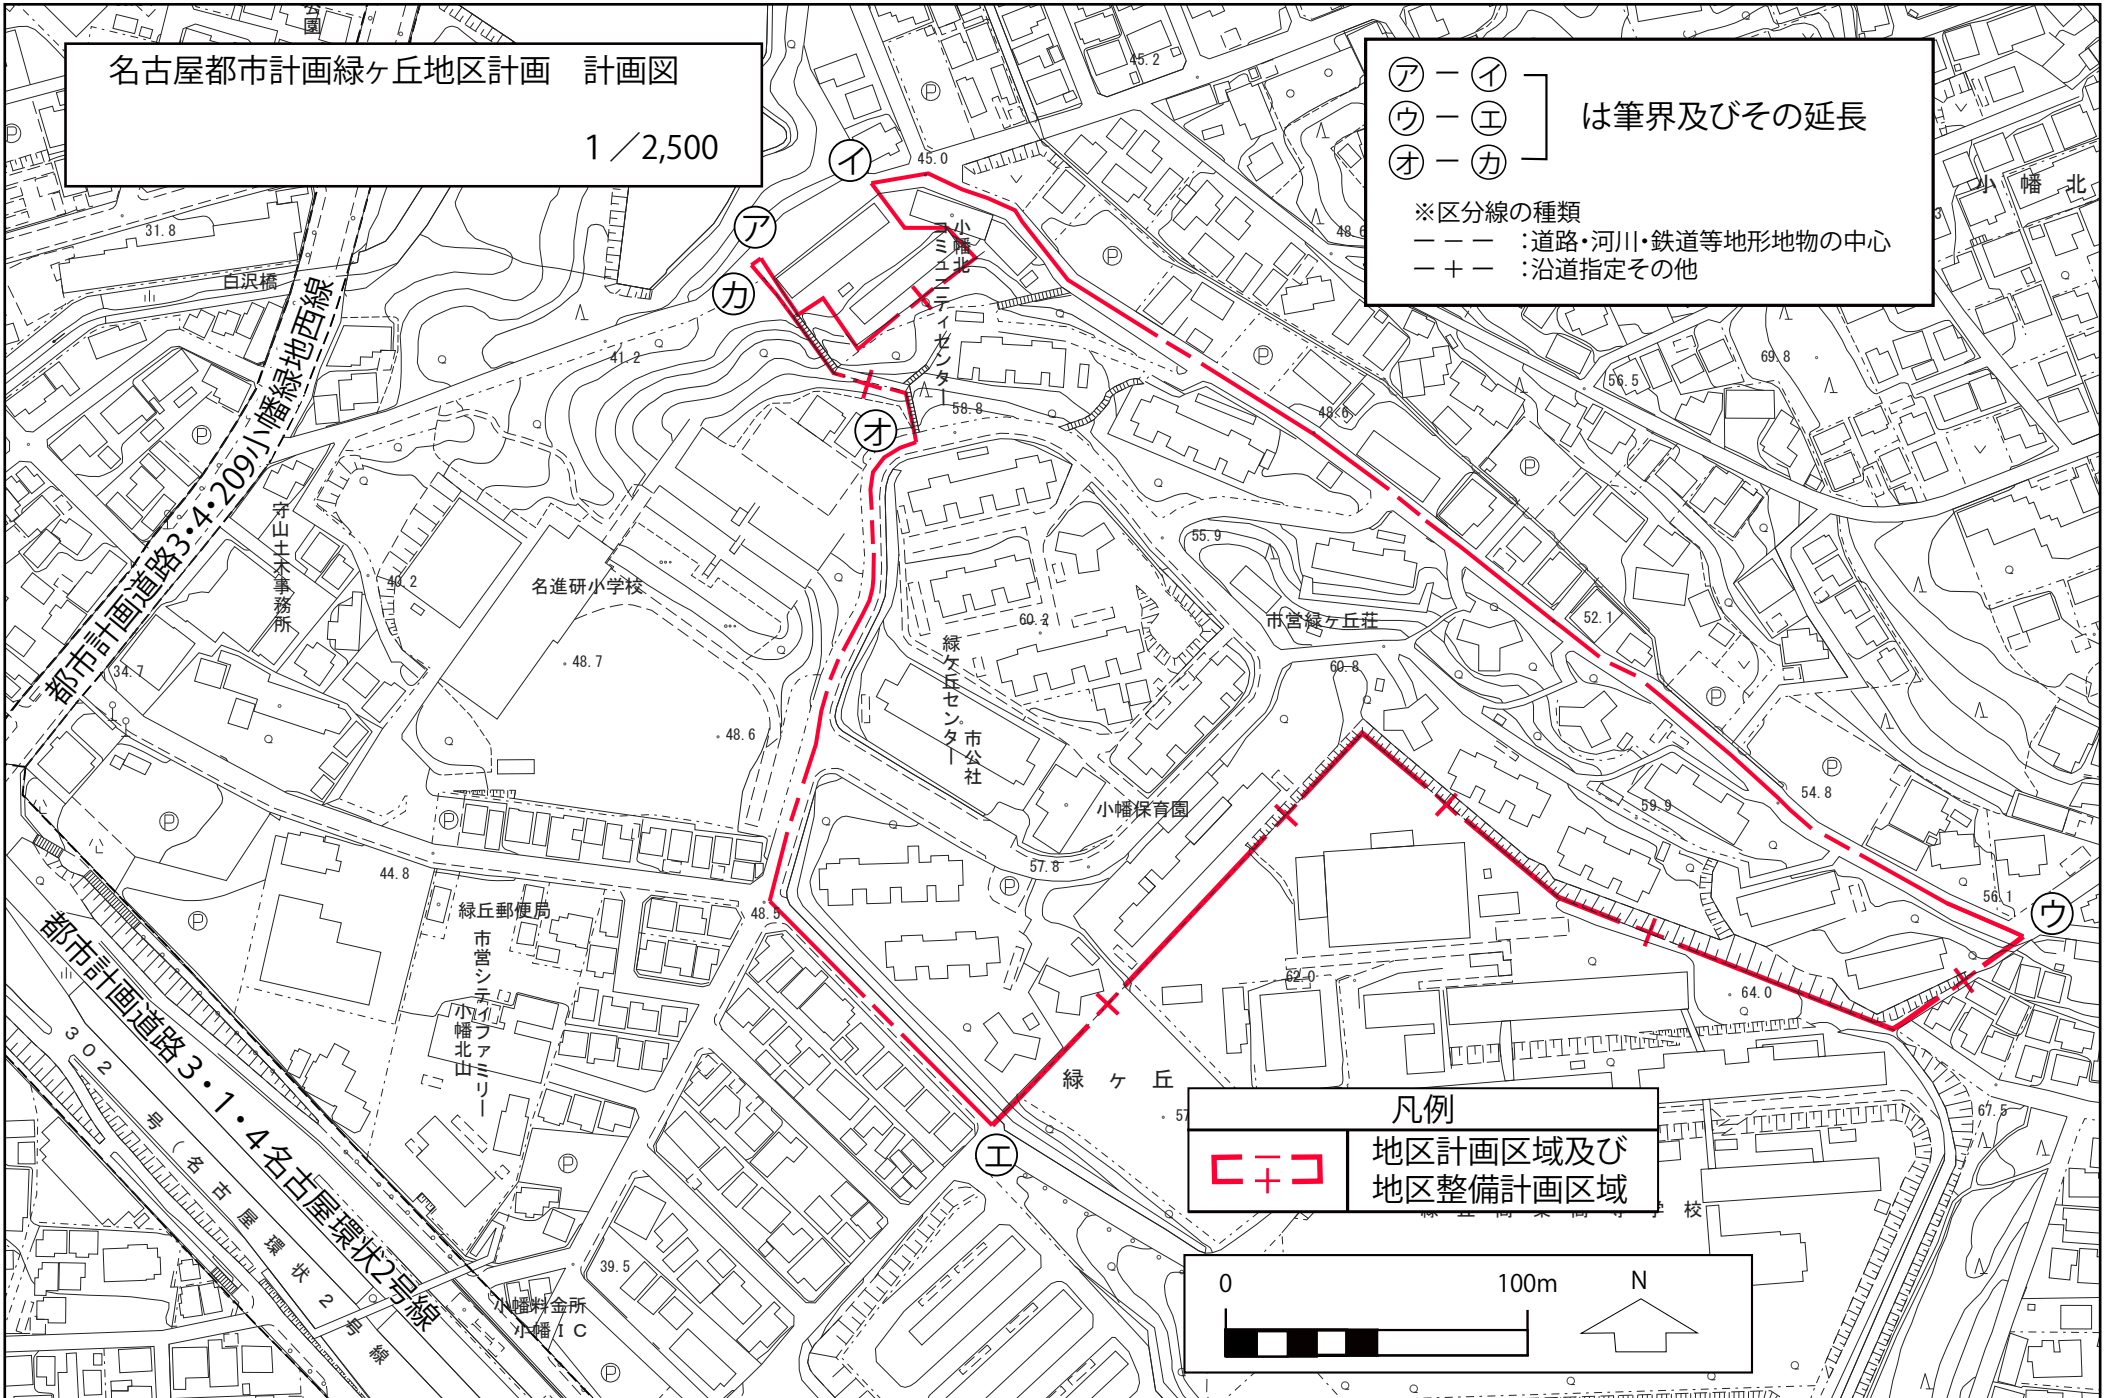 名古屋都市計画緑ヶ丘地区計画　計画図
1／2,500
ア － イ
ウ － エ
オ － カ
は筆界及びその延長
※区分線の種類
－－－ ：道路・河川・鉄道等地形地物の中心
－＋－ ：沿道指定その他
公園
45.2
45.0
イ
ア
カ
オ
ウ
エ
小幡北
31.8
白沢橋
48.6
小幡北
コミュニティセンター
41.2
69.8
56.5
48.6
58.8
都市計画道路3・4・209小幡緑地西線
守山土木事務所
40.2
名進研小学校
55.9
60.2
市営緑ヶ丘荘
52.1
緑ケ丘センター
市公社
48.7
60.8
34.7
48.6
小幡保育園
54.8
59.9
57.8
44.8
緑丘郵便局
48.5
56.1
市営シティファミリー
小幡北山
62.0
64.0
都市計画道路3・1・4名古屋環状2号線
302号(名古屋環状2号線
緑ヶ丘
57
67.5
凡例
地区計画区域及び
地区整備計画区域
校
39.5
小幡料金所
小幡IC
0
100m
N